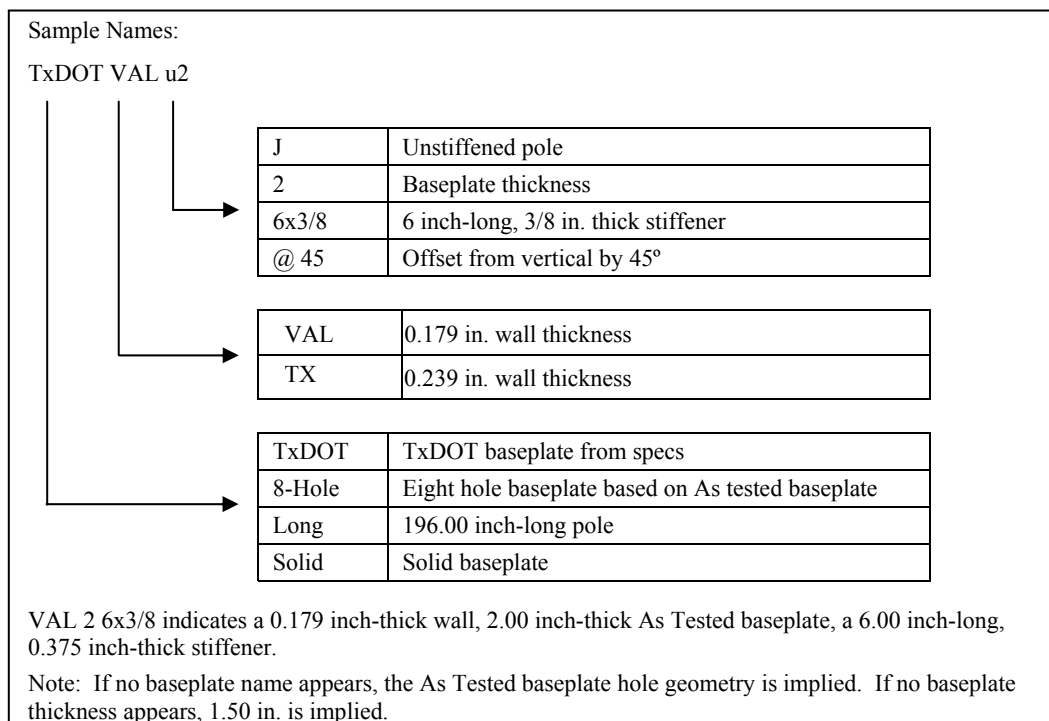 Sample Names:
TxDOT VAL u2
J Unstiffened pole
2 Baseplate thickness
6x3/8 6 inch-long, 3/8 in. thick stiffener
@ 45 Offset from vertical by 45º
VAL 0.179 in. wall thickness
TX 0.239 in. wall thickness
TxDOT TxDOT baseplate from specs
8-Hole Eight hole baseplate based on As tested baseplate
Long 196.00 inch-long pole
Solid Solid baseplate
VAL 2 6x3/8 indicates a 0.179 inch-thick wall, 2.00 inch-thick As Tested baseplate, a 6.00 inch-long,
0.375 inch-thick stiffener.
Note: If no baseplate name appears, the As Tested baseplate hole geometry is implied. If no baseplate
thickness appears, 1.50 in. is implied.